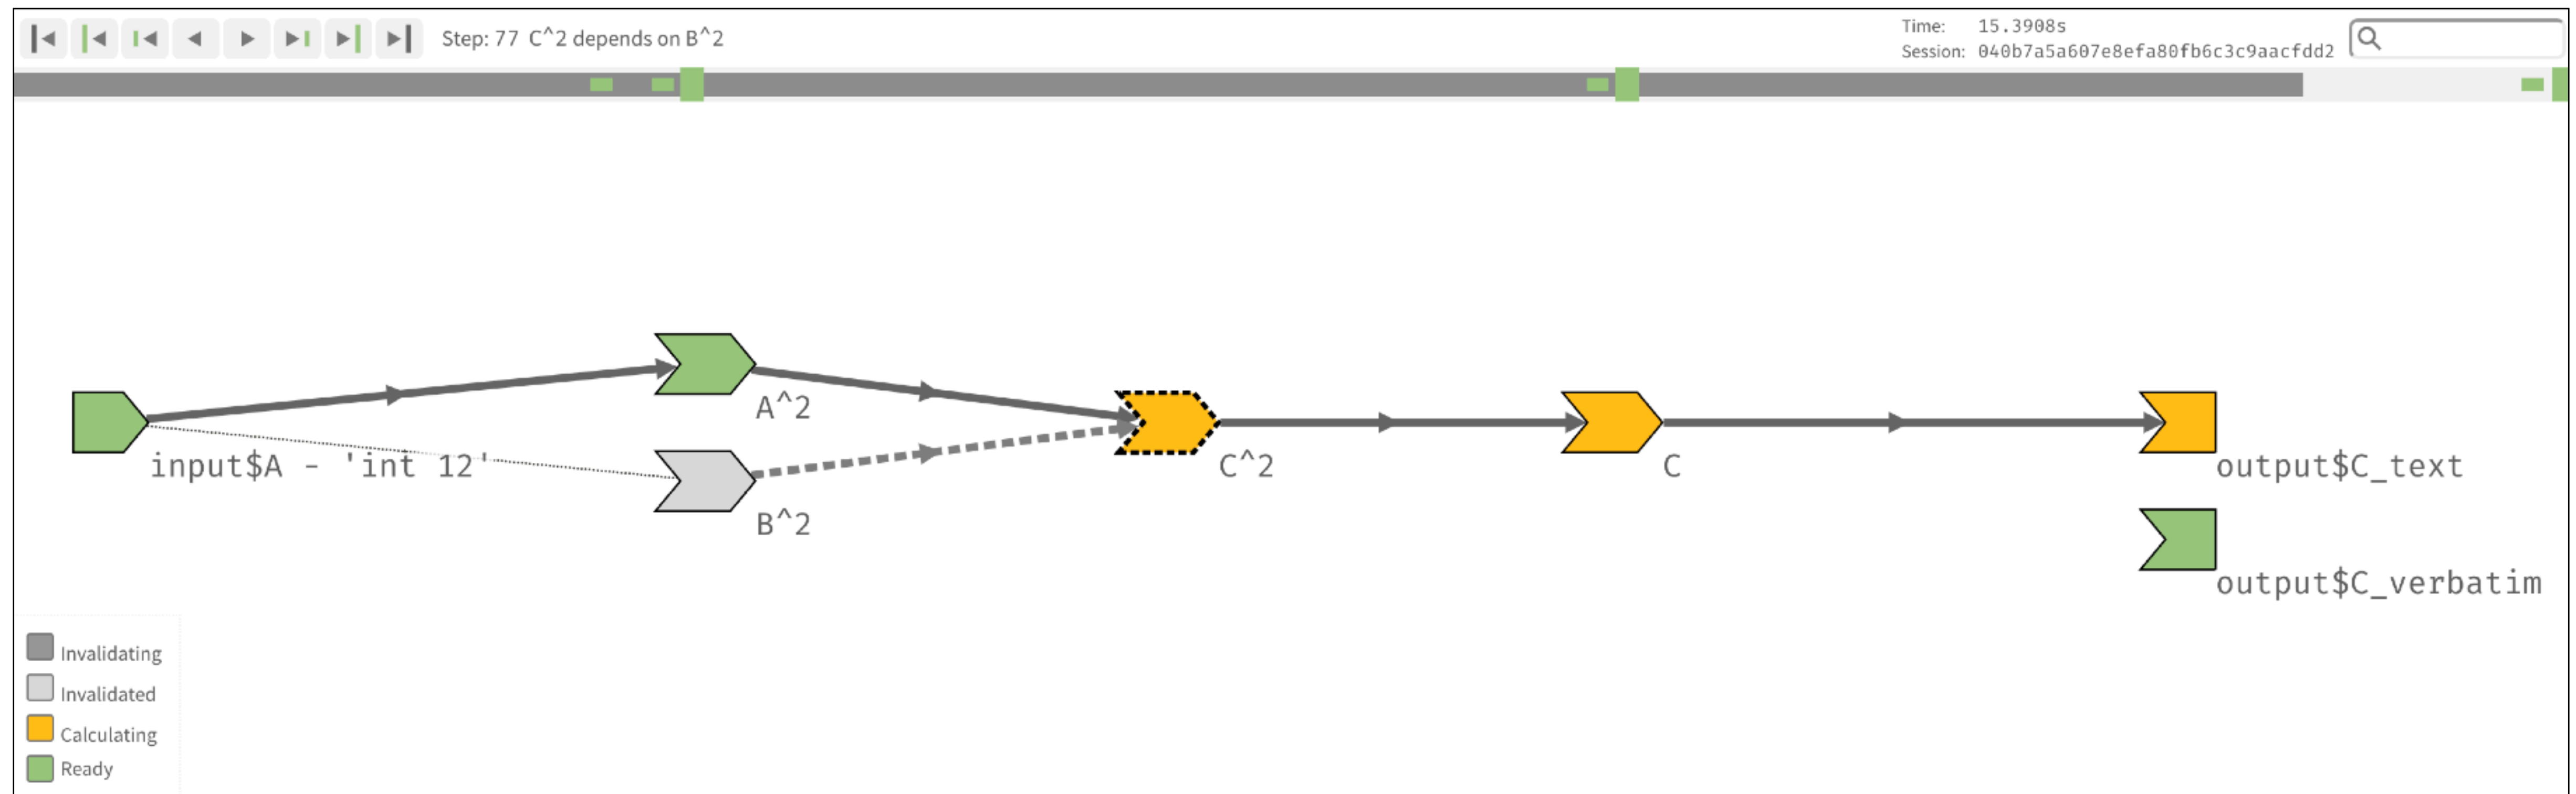 Step: 77 C^2 depends on B^2
Time: 15.3908s
Session: 040b7a5a607e8efa80fb6c3c9aacfdd2
A^2
input$A - 'int 12'
C^2
C
output$C_text
B^2
output$C_verbatim
Invalidating
Invalidated
Calculating
Ready